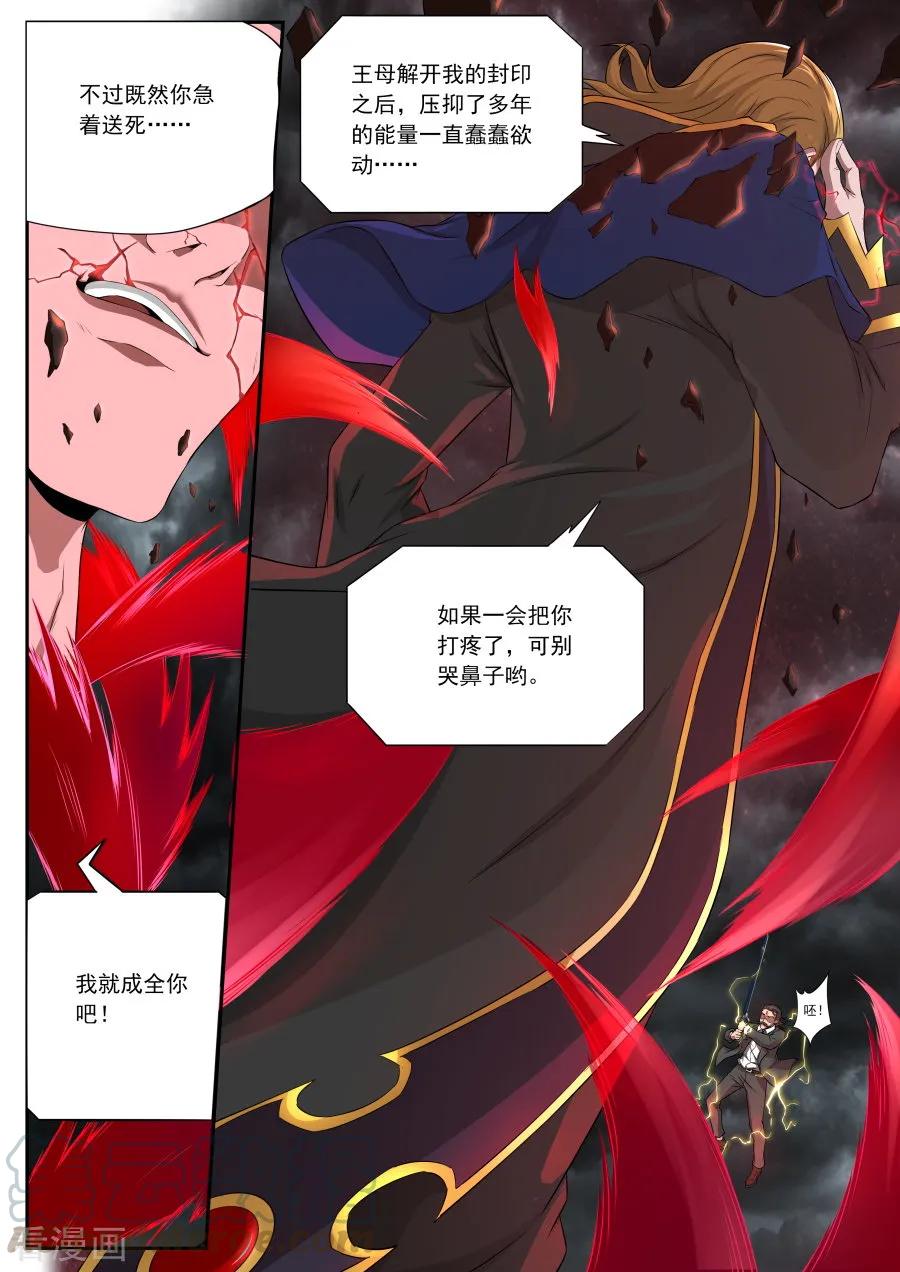 王母解开我的封印
之后，压抑了多年
的能量一直蠢蠢欲
动……
不过既然你急
着送死……
如果一会把你
打疼了，可别
哭鼻子哟。
我就成全你
吧！
呸！
看漫画